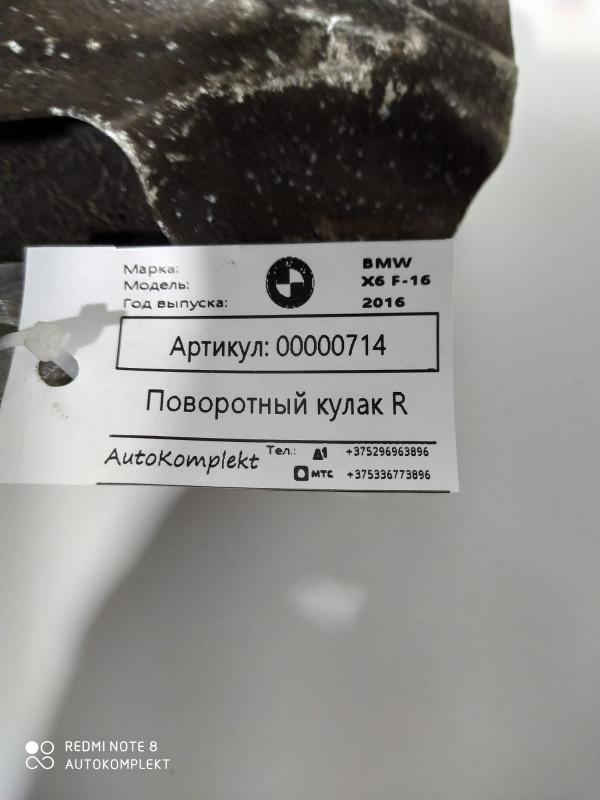 Марка: BMW
Модель: X6 F-16
Год выпуска: 2016
Артикул: 00000714
Поворотный кулак R
AutoKomplekt Тел.: А1 +375296963896
МТС +375336773896
REDMI NOTE 8
AUTOKOMPLEKT